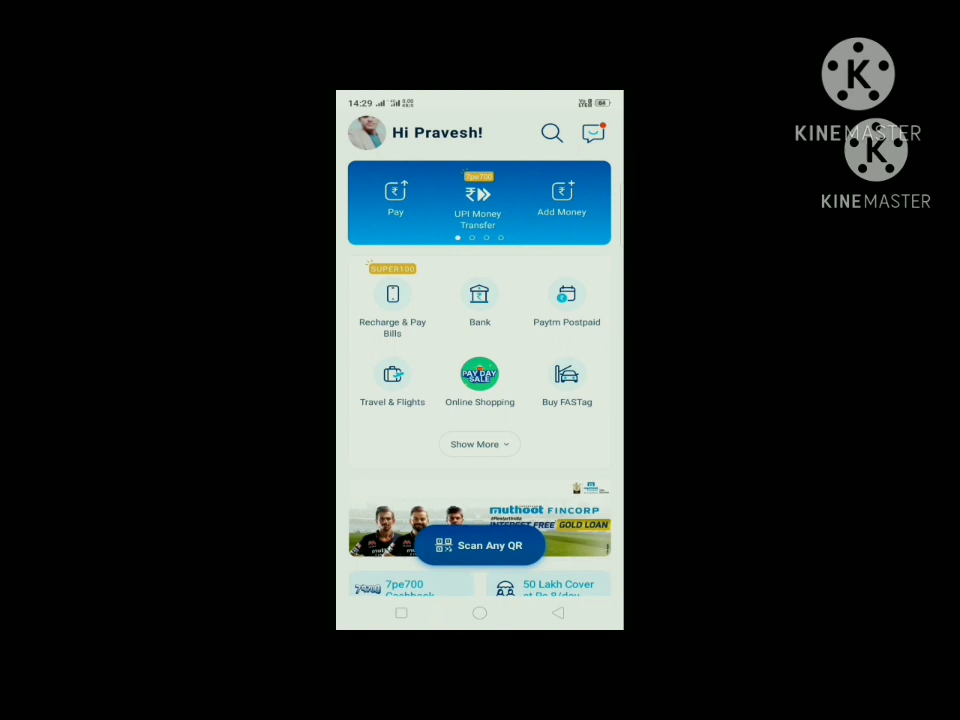 14:29
Hi Pravesh!
7pe700
Pay
UPI Money
Transfer
Add Money
SUPER100
Recharge & Pay
Bills
Bank
Paytm Postpaid
PAY DAY
SALE
Travel & Flights
Online Shopping
Buy FASTag
Show More
muthoot FINCORP
INTEREST FREE GOLD LOAN
Scan Any QR
7pe700
Cashback
50 Lakh Cover
at Rs 8/day
K
KINEMASTER
K
KINEMASTER